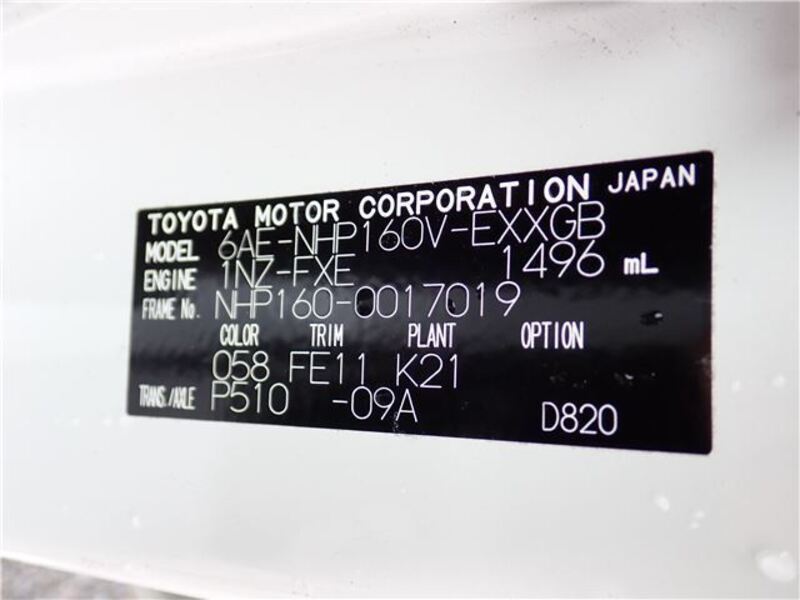 TOYOTA MOTOR CORPORATION JAPAN
MODEL 6AE-NHP160V-EXXGB
ENGINE 1NZ-FXE 1496 mL
FRAME No. NHP160-0017019
COLOR TRIM PLANT OPTION
058 FE11 K21
TRANS./AXLE P510 -09A D820